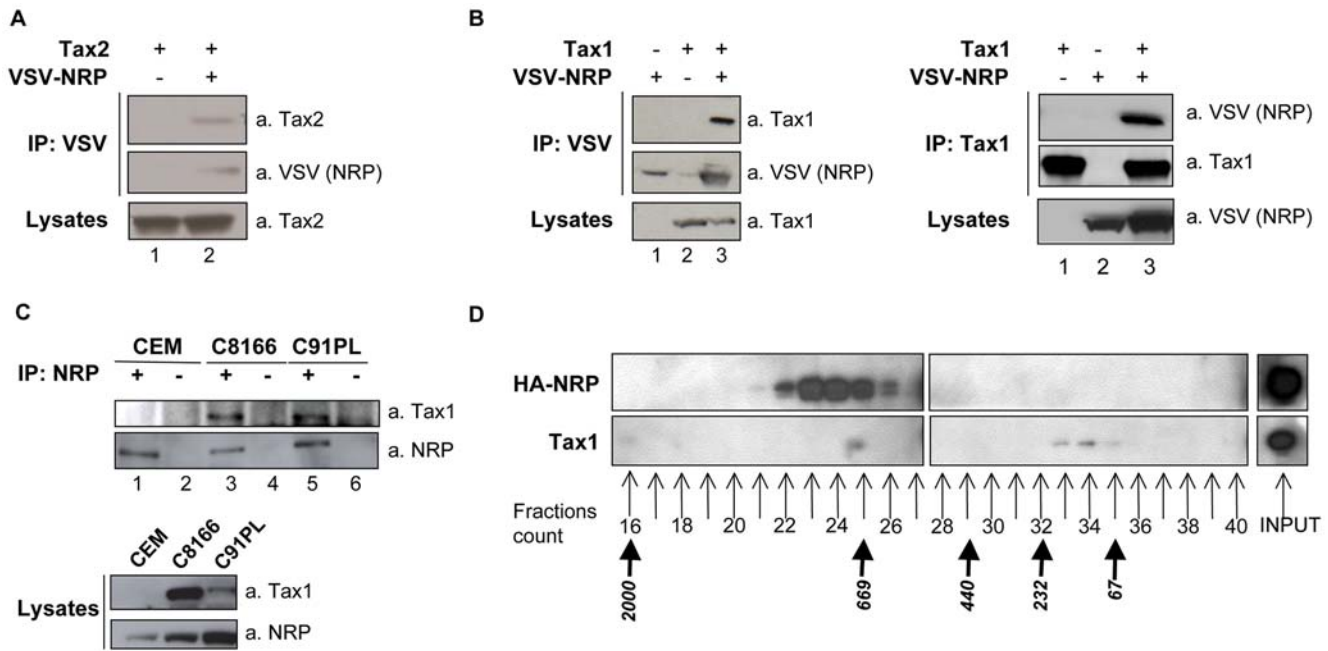 A
Tax2 + +
VSV-NRP - +
IP: VSV
a. Tax2
a. VSV (NRP)
Lysates
a. Tax2
1 2
B
Tax1 - + +
VSV-NRP + - +
IP: VSV
a. Tax1
a. VSV (NRP)
Lysates
a. Tax1
1 2 3
Tax1 + - +
VSV-NRP - + +
IP: Tax1
a. VSV (NRP)
a. Tax1
Lysates
a. VSV (NRP)
1 2 3
C
CEM C8166 C91PL
IP: NRP + - + - + -
a. Tax1
a. NRP
1 2 3 4 5 6
CEM C8166 C91PL
Lysates
a. Tax1
a. NRP
D
HA-NRP
Tax1
Fractions
count
16 18 20 22 24 26 28 30 32 34 36 38 40 INPUT
2000 669 440 232 67